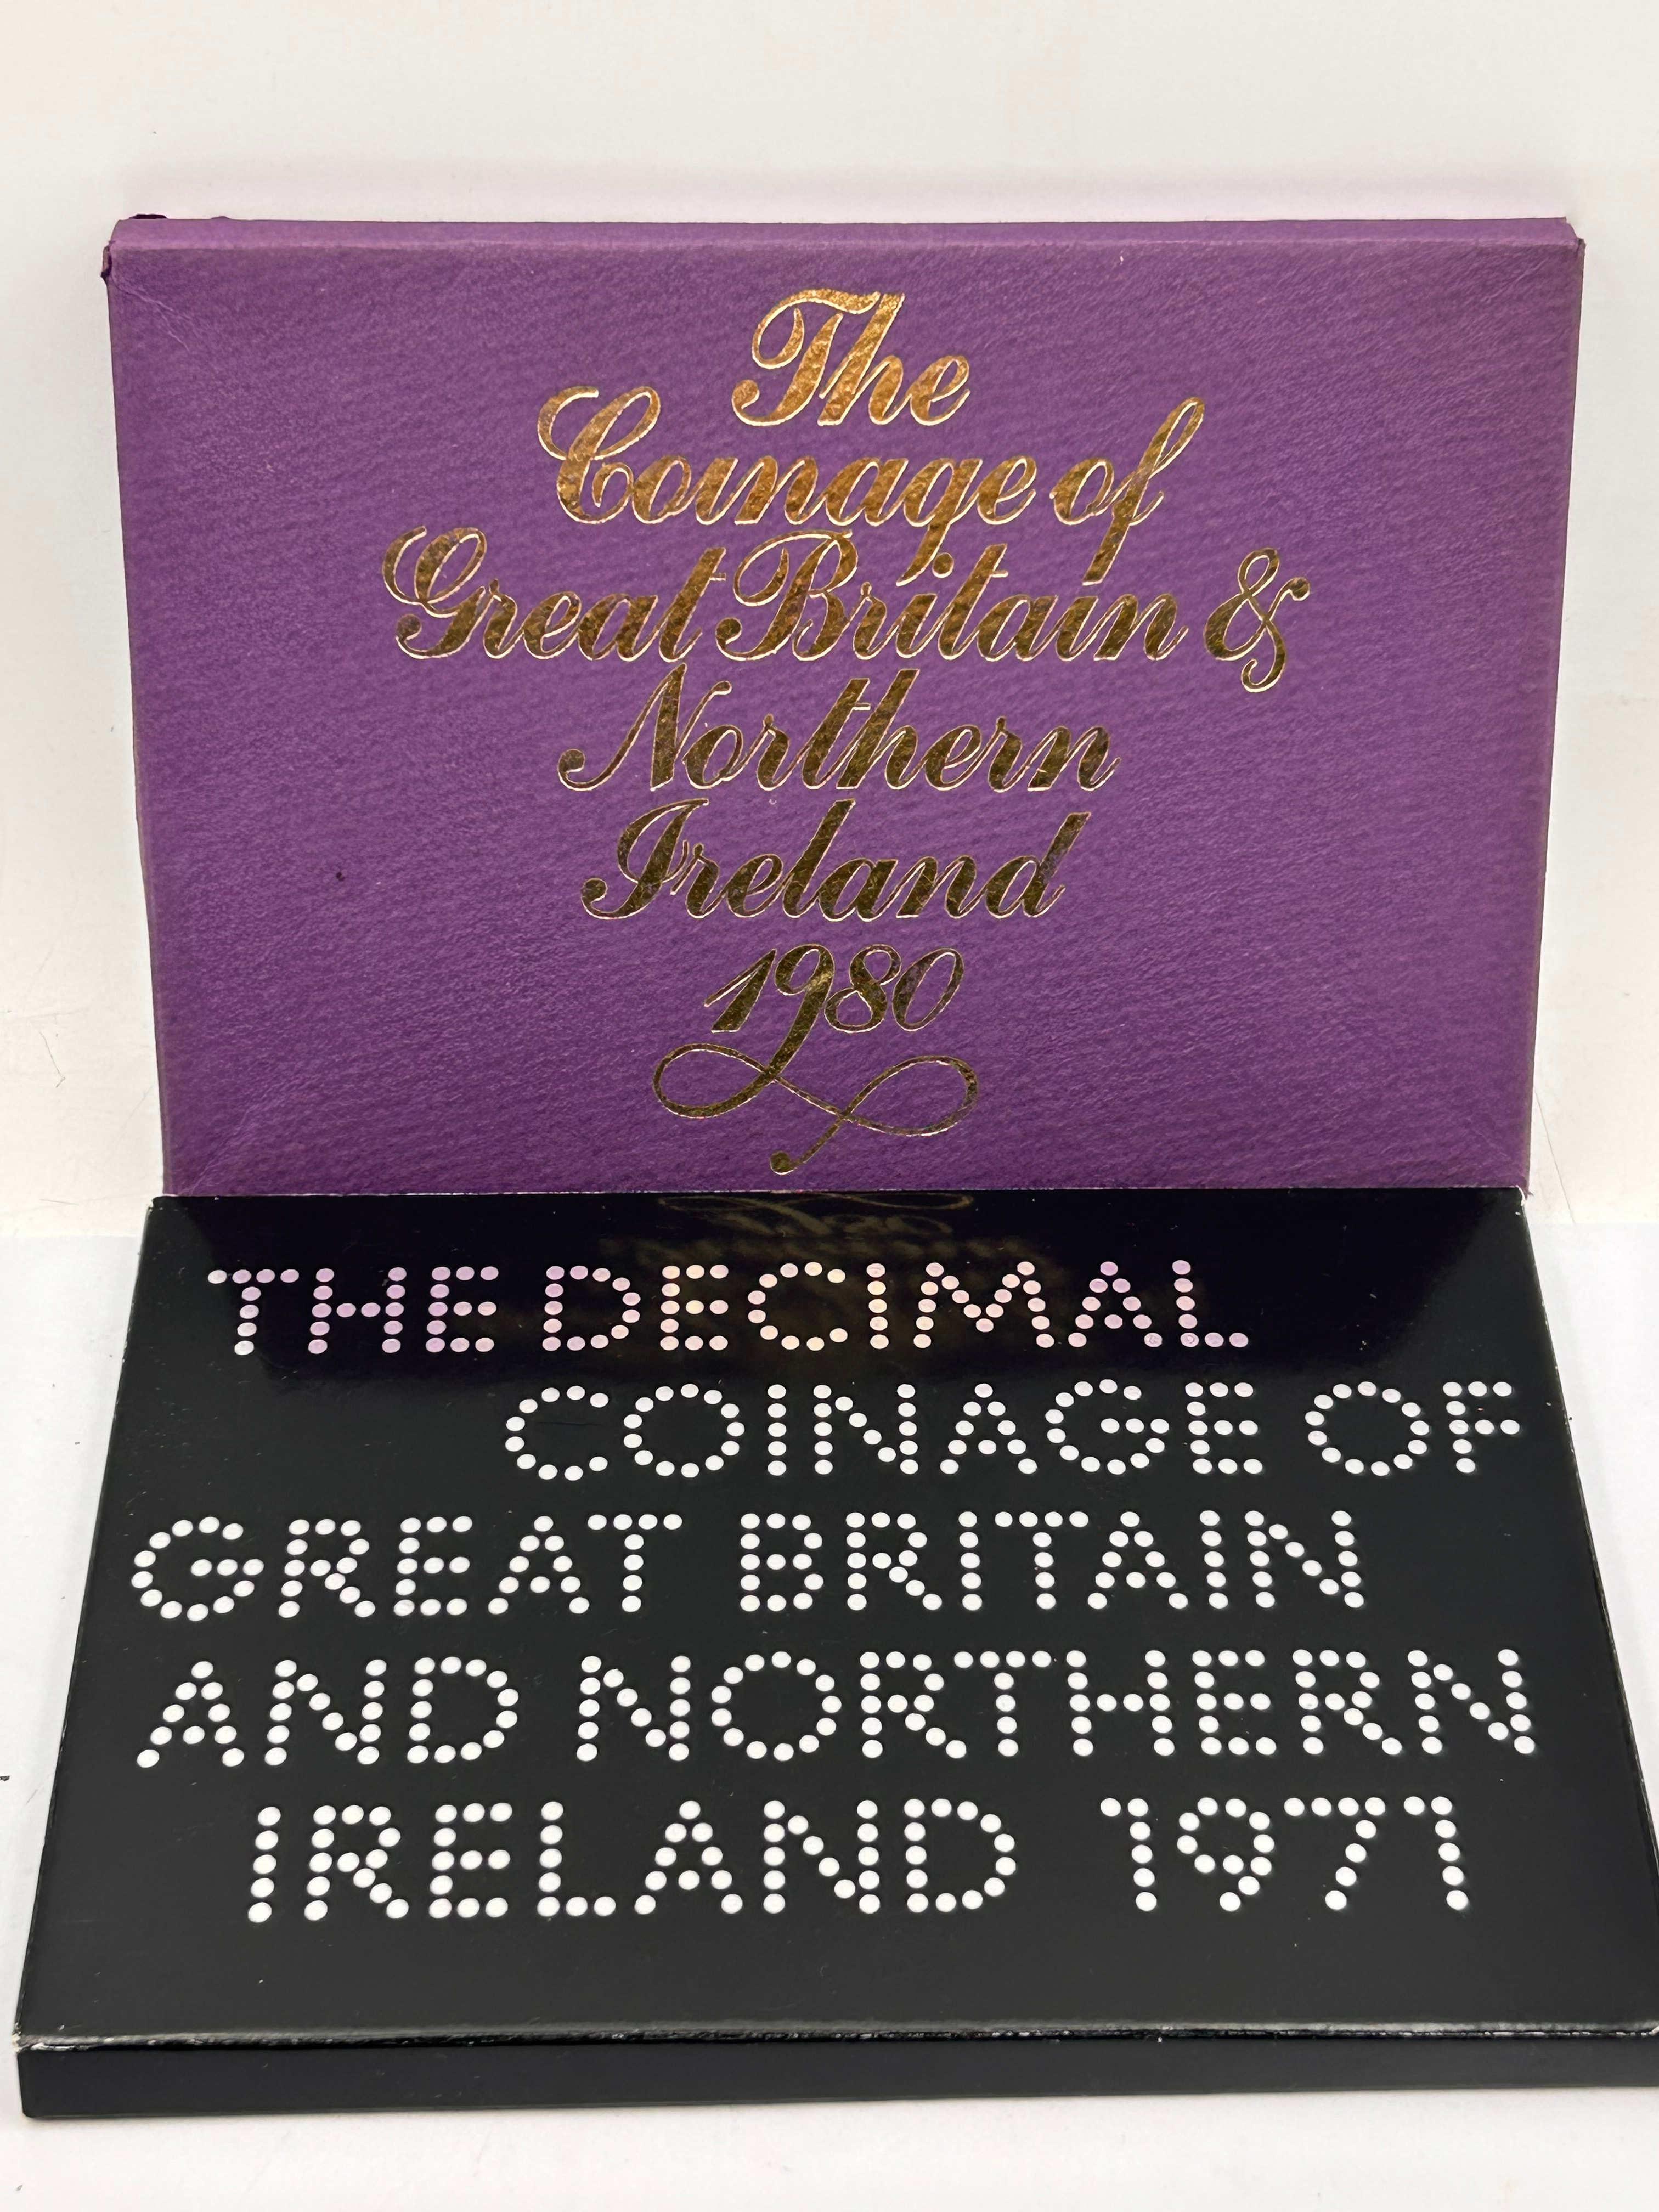 The
Coinage of
Great Britain &
Northern
Ireland
1980
THE DECIMAL
COINAGE OF
GREAT BRITAIN
AND NORTHERN
IRELAND 1971